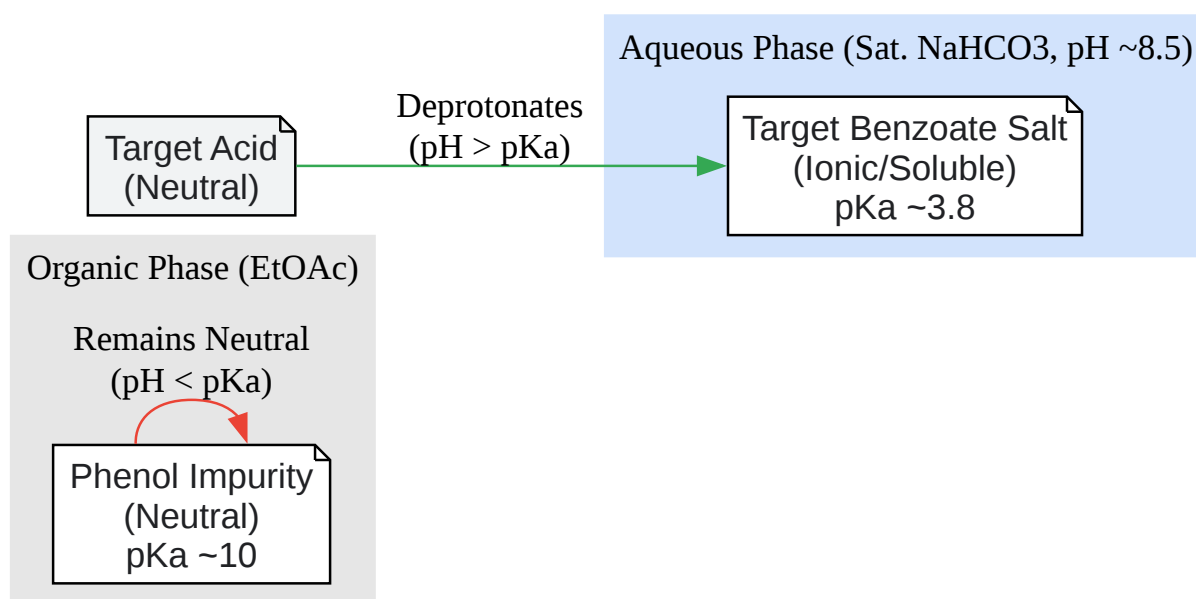 Aqueous Phase (Sat. NaHCO3, pH ~8.5)
Deprotonates
(pH > pKa)
Target Acid
(Neutral)
Target Benzoate Salt
(Ionic/Soluble)
pKa ~3.8
Organic Phase (EtOAc)
Remains Neutral
(pH < pKa)
Phenol Impurity
(Neutral)
pKa ~10